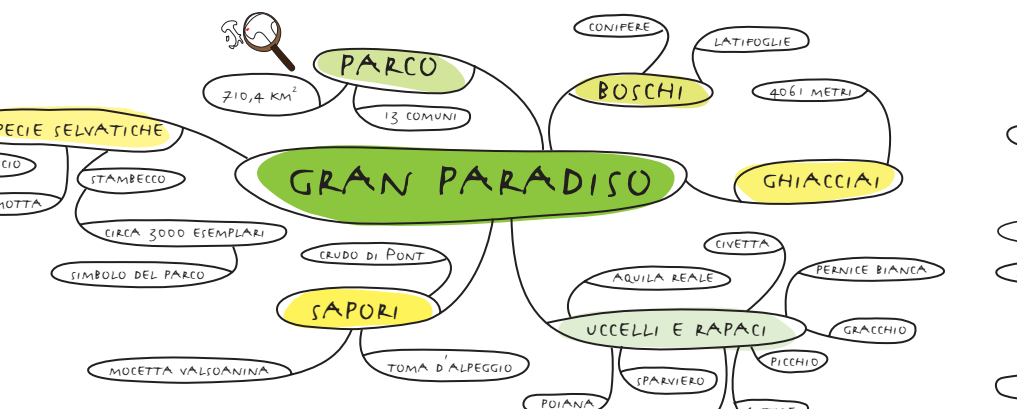 CONIFERE
LATIFOGLIE
PARCO
BOSCHI
4061 METRI
710,4 KM²
13 COMUNI
SELVATICHE
GRAN PARADISO
GHIACCIAI
STAMBECCO
CIRCA 3000 ESEMPLARI
SIMBOLO DEL PARCO
CRUDO DI PONT
CIVETTA
AQUILA REALE
PERNICE BIANCA
SAPORI
UCCELLI E RAPACI
GRACCHIO
PICCHIO
MOCETTA VALSOANINA
TOMA D'ALPEGGIO
SPARVIERO
POIANA